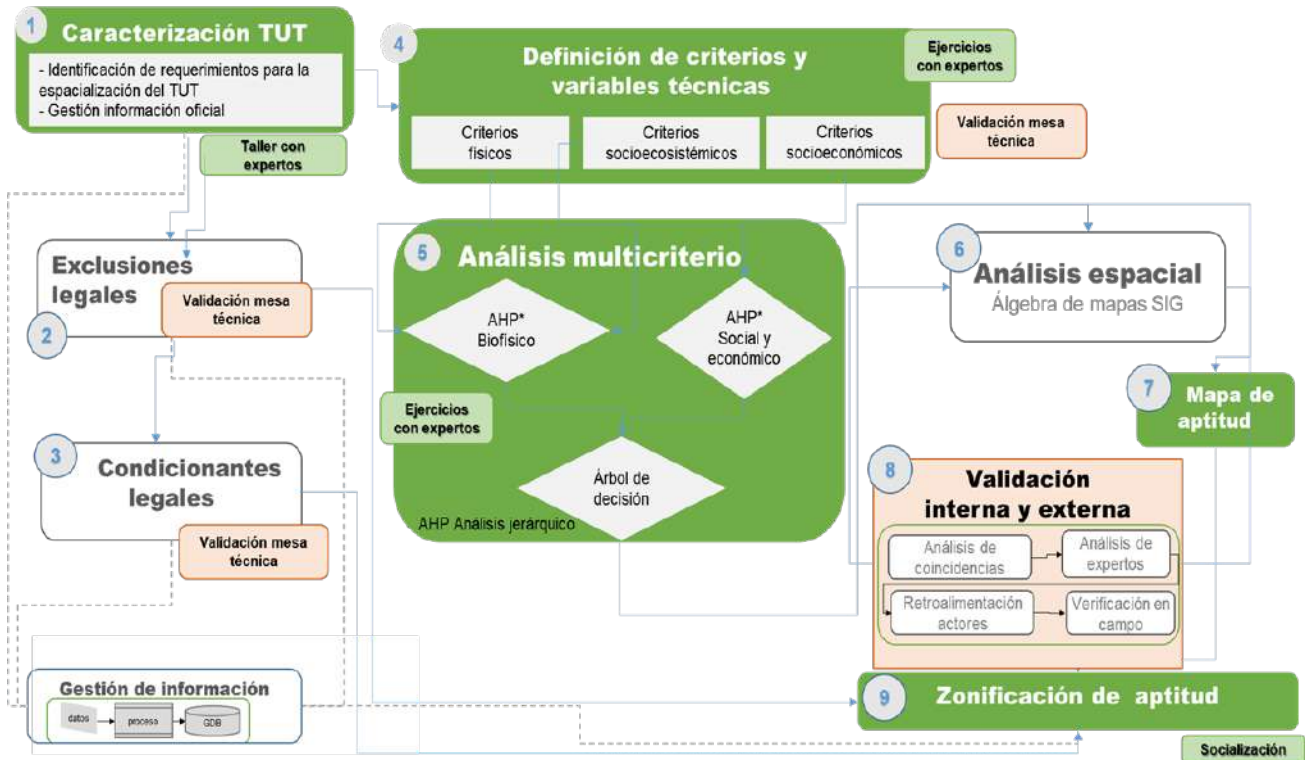 1
Caracterización TUT
- Identificación de requerimientos para la
espacialización del TUT
- Gestión información oficial
Taller con
expertos
4
Definición de criterios y
variables técnicas
Ejercicios
con expertos
Criterios
físicos
Criterios
socioecosistémicos
Criterios
socioeconómicos
Validación mesa
técnica
Exclusiones
legales
Validación mesa
técnica
2
3
Condicionantes
legales
Validación mesa
técnica
5
Análisis multicriterio
AHP*
Biofísico
AHP*
Social y
económico
Ejercicios
con expertos
Árbol de
decisión
AHP Análisis jerárquico
6
Análisis espacial
Álgebra de mapas SIG
7
Mapa de
aptitud
8
Validación
interna y externa
Análisis de
coincidencias
Análisis de
expertos
Retroalimentación
actores
Verificación en
campo
Gestión de información
datos
proceso
GDB
9
Zonificación de aptitud
Socialización